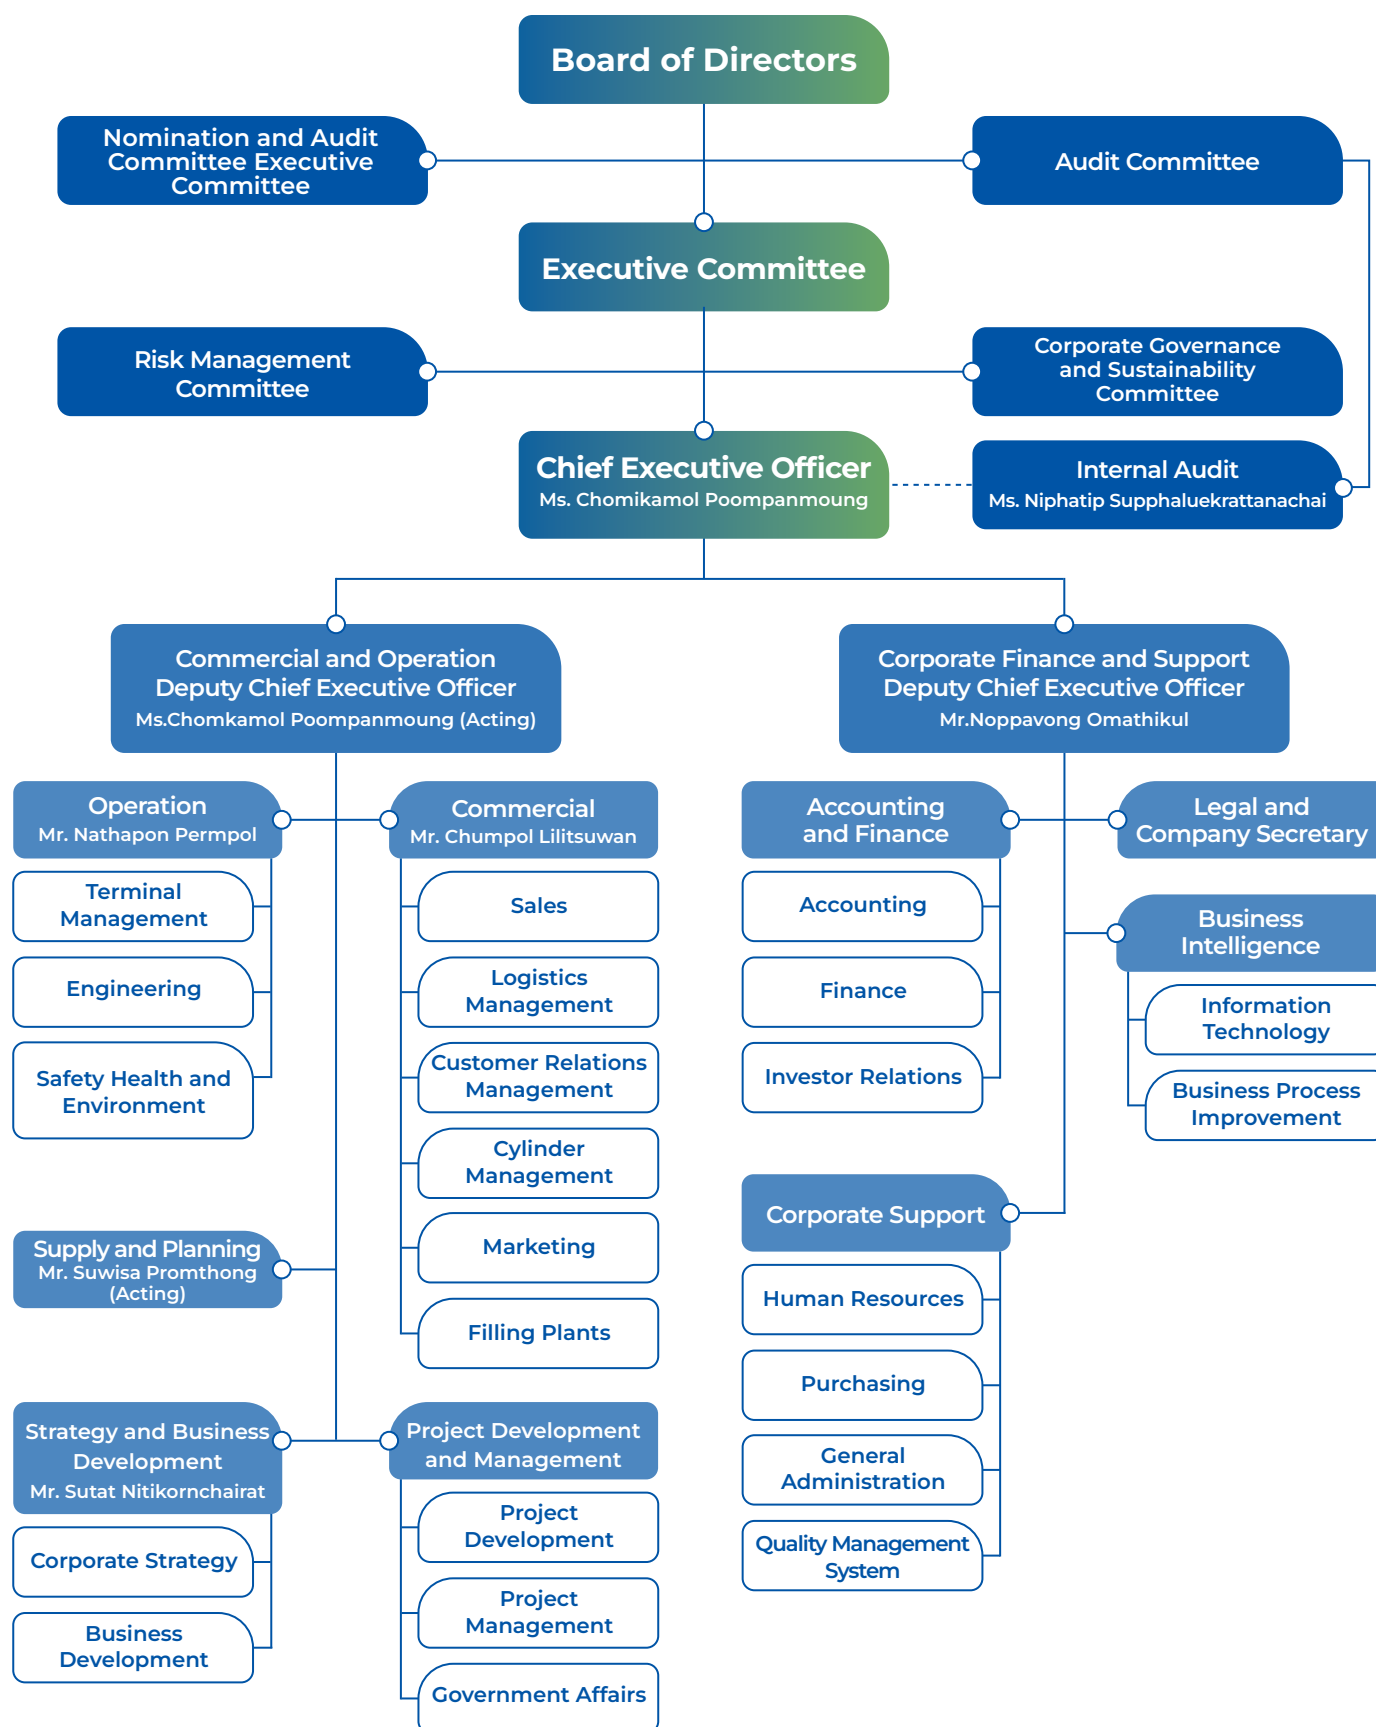 Board of Directors
Nomination and Audit
Committee Executive
Committee
Audit Committee
Executive Committee
Risk Management
Committee
Corporate Governance
and Sustainability
Committee
Chief Executive Officer
Ms. Chomikamol Poompanmoung
Internal Audit
Ms. Niphatip Supphaluekrattanachai
Commercial and Operation
Deputy Chief Executive Officer
Ms.Chomkamol Poompanmoung (Acting)
Corporate Finance and Support
Deputy Chief Executive Officer
Mr.Noppavong Omathikul
Operation
Mr. Nathapon Permpol
Terminal
Management
Engineering
Safety Health and
Environment
Commercial
Mr. Chumpol Lilitsuwan
Sales
Logistics
Management
Customer Relations
Management
Cylinder
Management
Marketing
Filling Plants
Supply and Planning
Mr. Suwisa Promthong
(Acting)
Strategy and Business
Development
Mr. Sutat Nitikornchairat
Corporate Strategy
Business
Development
Project Development
and Management
Project
Development
Project
Management
Government Affairs
Accounting
and Finance
Accounting
Finance
Investor Relations
Legal and
Company Secretary
Business
Intelligence
Information
Technology
Business Process
Improvement
Corporate Support
Human Resources
Purchasing
General
Administration
Quality Management
System